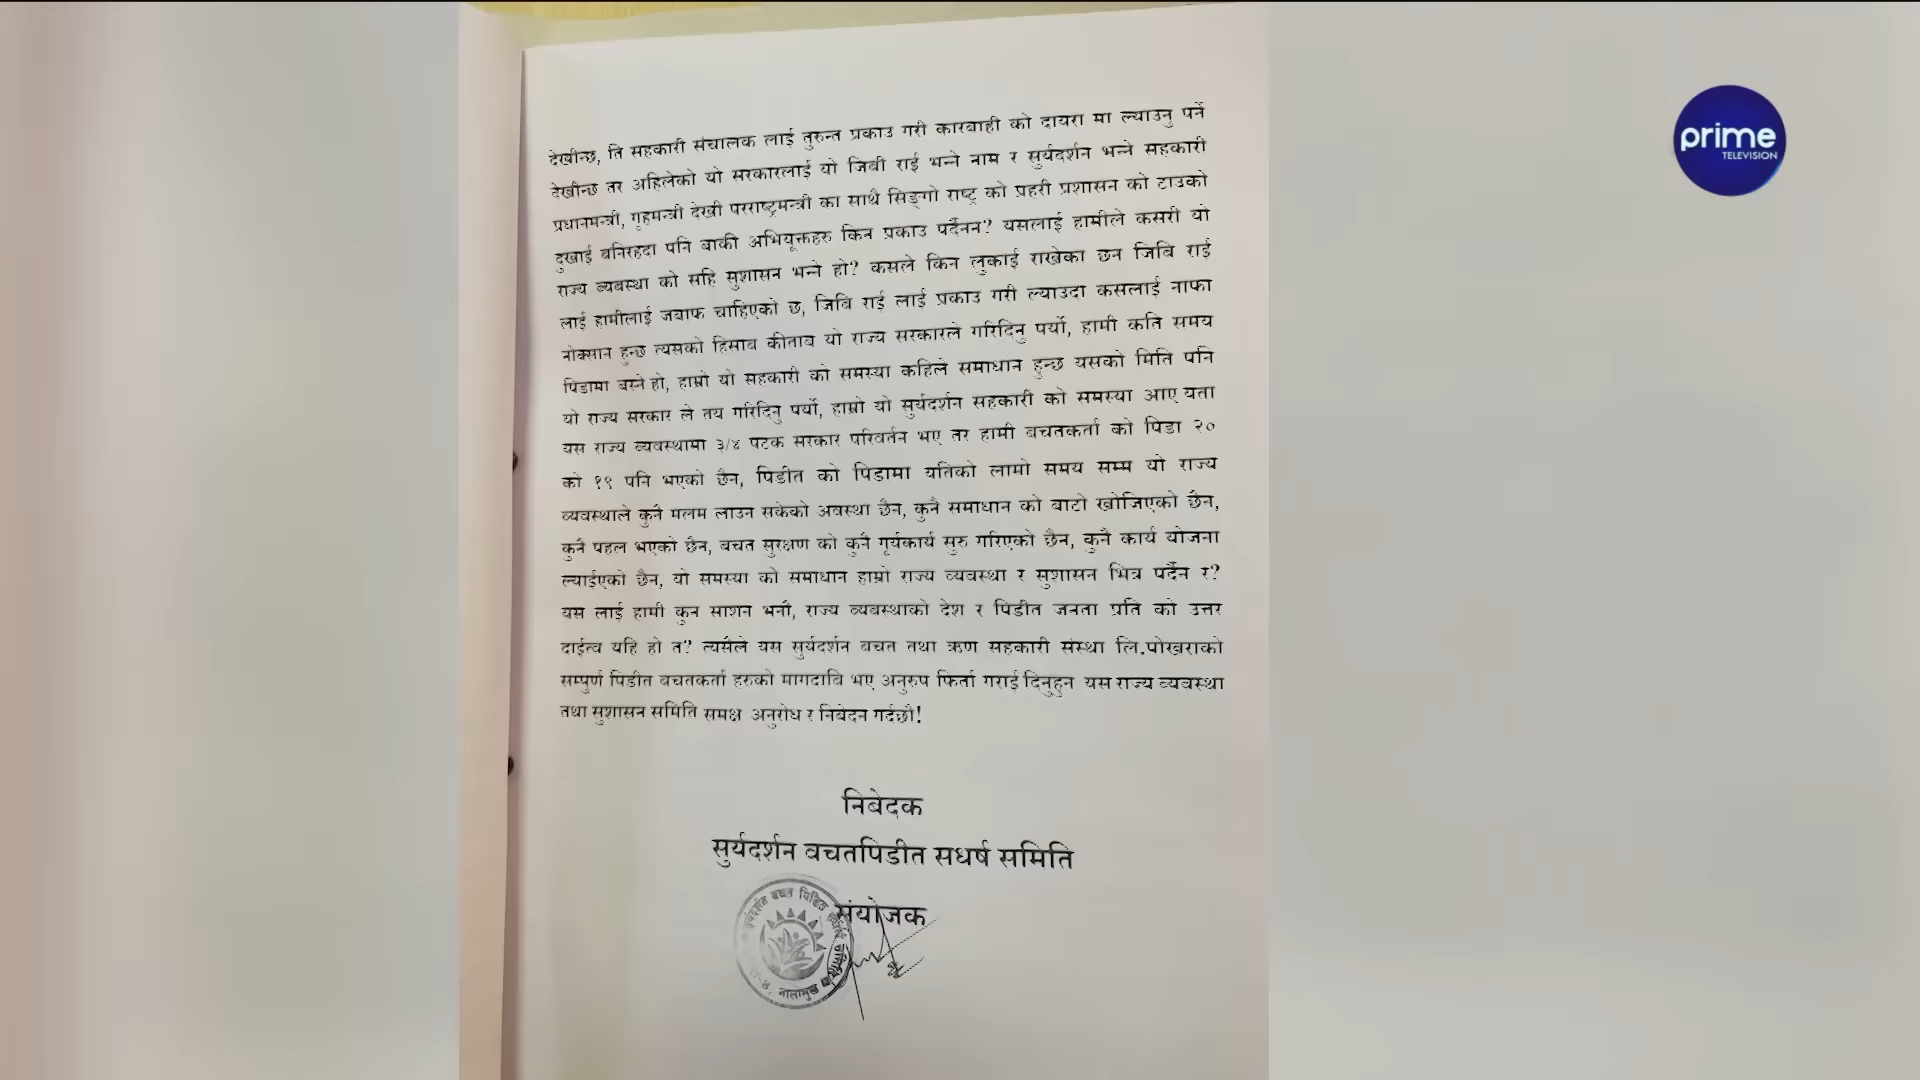 देखीन्छ, ति सहकारी संचालक लाई तुरुन्त प्रकाउ गरी कारबाही को दायरा मा ल्याउनु पर्ने
देखीन्छ तर अहिलेको यो सरकारलाई यो जिबी राई भन्ने नाम र सुर्यदर्शन भन्ने सहकारी
प्रधानमन्त्री, गृहमन्त्री देखी परराष्ट्रमन्त्री का साथै सिङ्गो राष्ट्र को प्रहरी प्रशासन को टाउको
दुखाई बनिरहदा पनि बाकी अभियूक्तहरु किन प्रकाउ पर्दैनन? यसलाई हामीले कसरी यो
राज्य ब्यबस्था को सहि सुशासन भन्ने हो? कसले किन लुकाई राखेका छन जिबि राई
लाई हामीलाई जबाफ चाहिएको छ, जिबि राई लाई प्रकाउ गरी ल्याउदा कसलाई नाफा
नोक्सान हुन्छ त्यसको हिसाब कीताब यो राज्य सरकारले गरिदिनु पर्यो, हामी कति समय
पिडामा बस्ने हो, हाम्रो यो सहकारी को समस्या कहिले समाधान हुन्छ यसको मिति पनि
यो राज्य सरकार ले तय गरिदिनु पर्यो, हाम्रो यो सुर्यदर्शन सहकारी को समस्या आए यता
यस राज्य ब्यवस्थामा ३/४ पटक सरकार परिवर्तन भए तर हामी बचतकर्ता को पिडा २०
को १९ पनि भएको छैन, पिडीत को पिडामा यतिको लामो समय सम्म यो राज्य
व्यवस्थाले कुनै मलम लाउन सकेको अवस्था छैन, कुनै समाधान को बाटो खोजिएको छैन,
कुनै पहल भएको छैन, बचत सुरक्षण को कुनै गृर्यकार्य सुरु गरिएको छैन, कुनै कार्य योजना
ल्याईएको छैन, यो समस्या को समाधान हाम्रो राज्य ब्यवस्था र सुशासन भित्र पर्दैन र?
यस लाई हामी कुन साशन भनौ, राज्य ब्यबस्थाको देश र पिडीत जनता प्रति को उत्तर
दाईत्व यहि हो त? त्यसैले यस सुर्यदर्शन बचत तथा ऋण सहकारी संस्था लि.पोखराको
सम्पुर्ण पिडीत बचतकर्ता हरुको मागदाबि भए अनुरुप फिर्ता गराई दिनुहुन यस राज्य ब्यबस्था
तथा सुशासन समिति समक्ष अनुरोध र निबेदन गर्दछौ!
निबेदक
सुर्यदर्शन बचतपिडीत सधर्ष समिति
संयोजक
सुर्यदर्शन बचत पिडित
prime
TELEVISION